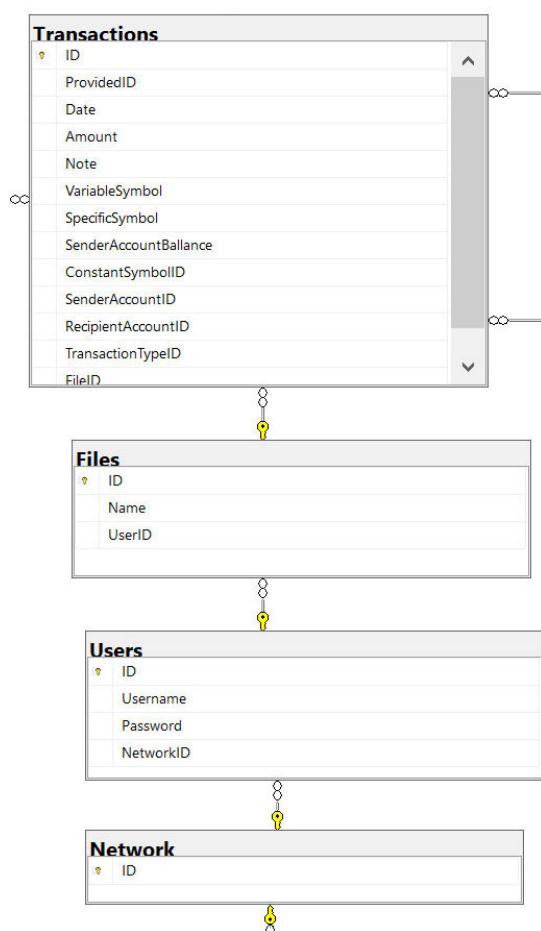 Transactions
ID
ProvidedID
Date
Amount
Note
VariableSymbol
SpecificSymbol
SenderAccountBallance
ConstantSymbolID
SenderAccountID
RecipientAccountID
TransactionTypeID
FileID
Files
ID
Name
UserID
Users
ID
Username
Password
NetworkID
Network
ID